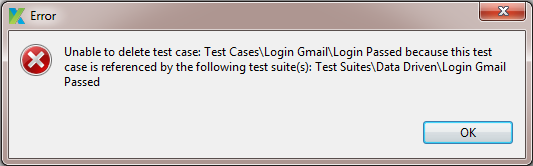 Error
Unable to delete test case: Test Cases\Login Gmail\Login Passed because this test
case is referenced by the following test suite(s): Test Suites\Data Driven\Login Gmail
Passed
OK